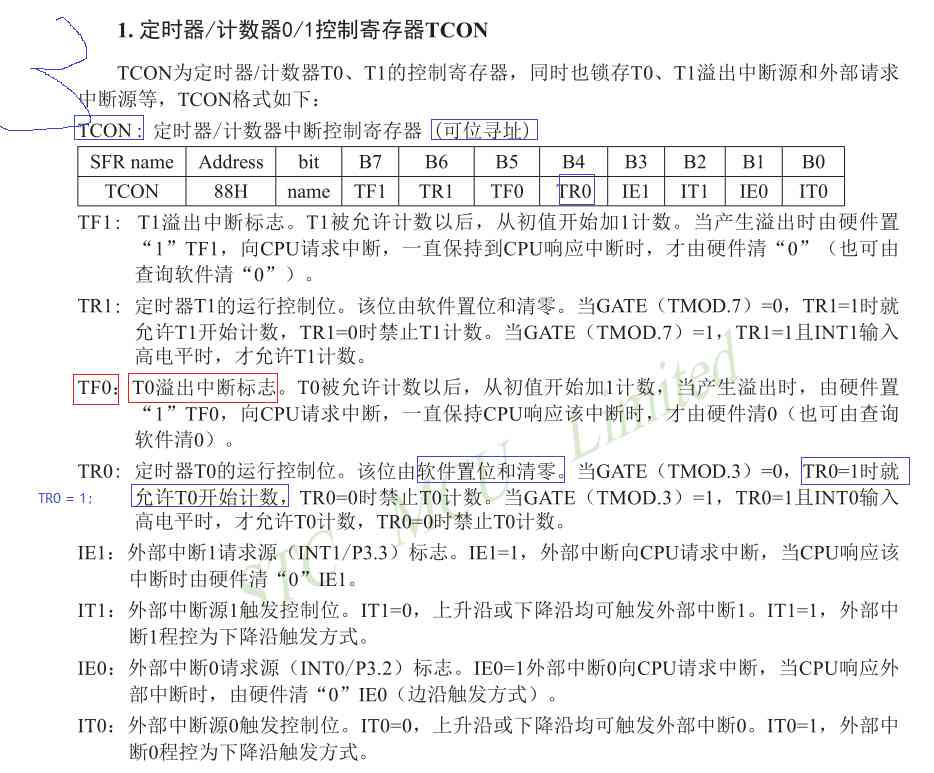 1. 定时器/计数器0/1控制寄存器TCON
TCON为定时器/计数器T0、T1的控制寄存器，同时也锁存T0、T1溢出中断源和外部请求
中断源等，TCON格式如下：
TCON : 定时器/计数器中断控制寄存器 (可位寻址)
SFR name Address bit B7 B6 B5 B4 B3 B2 B1 B0
TCON 88H name TF1 TR1 TF0 TR0 IE1 IT1 IE0 IT0
TF1： T1溢出中断标志。T1被允许计数以后，从初值开始加1计数。当产生溢出时由硬件置
“1”TF1，向CPU请求中断，一直保持到CPU响应中断时，才由硬件清“0”（也可由
查询软件清“0”）。
TR1：定时器T1的运行控制位。该位由软件置位和清零。当GATE（TMOD.7）=0，TR1=1时就
允许T1开始计数，TR1=0时禁止T1计数。当GATE（TMOD.7）=1，TR1=1且INT1输入
高电平时，才允许T1计数。
TF0：T0溢出中断标志。T0被允许计数以后，从初值开始加1计数，当产生溢出时，由硬件置
“1”TF0，向CPU请求中断，一直保持CPU响应该中断时，才由硬件清0（也可由查询
软件清0）。
TR0：定时器T0的运行控制位。该位由软件置位和清零。当GATE（TMOD.3）=0，TR0=1时就
TR0 = 1: 允许T0开始计数，TR0=0时禁止T0计数。当GATE（TMOD.3）=1，TR0=1且INT0输入
高电平时，才允许T0计数，TR0=0时禁止T0计数。
IE1：外部中断1请求源（INT1/P3.3）标志。IE1=1，外部中断向CPU请求中断，当CPU响应该
中断时由硬件清“0”IE1。
IT1：外部中断源1触发控制位。IT1=0，上升沿或下降沿均可触发外部中断1。IT1=1，外部中
断1程控为下降沿触发方式。
IE0：外部中断0请求源（INT0/P3.2）标志。IE0=1外部中断0向CPU请求中断，当CPU响应外
部中断时，由硬件清“0”IE0（边沿触发方式）。
IT0：外部中断源0触发控制位。IT0=0，上升沿或下降沿均可触发外部中断0。IT0=1，外部中
断0程控为下降沿触发方式。
STC MCU Limited